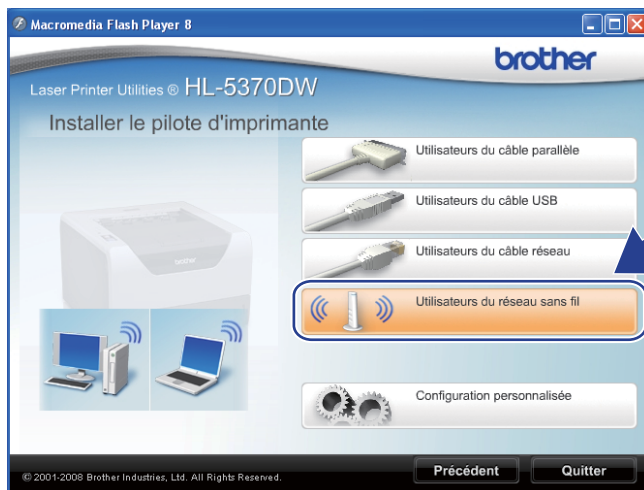 Macromedia Flash Player 8
brother
Laser Printer Utilities ® HL-5370DW
Installer le pilote d'imprimante
Utilisateurs du câble parallèle
Utilisateurs du câble USB
Utilisateurs du câble réseau
Utilisateurs du réseau sans fil
Configuration personnalisée
brother
© 2001-2008 Brother Industries, Ltd. All Rights Reserved.
Précédent
Quitter